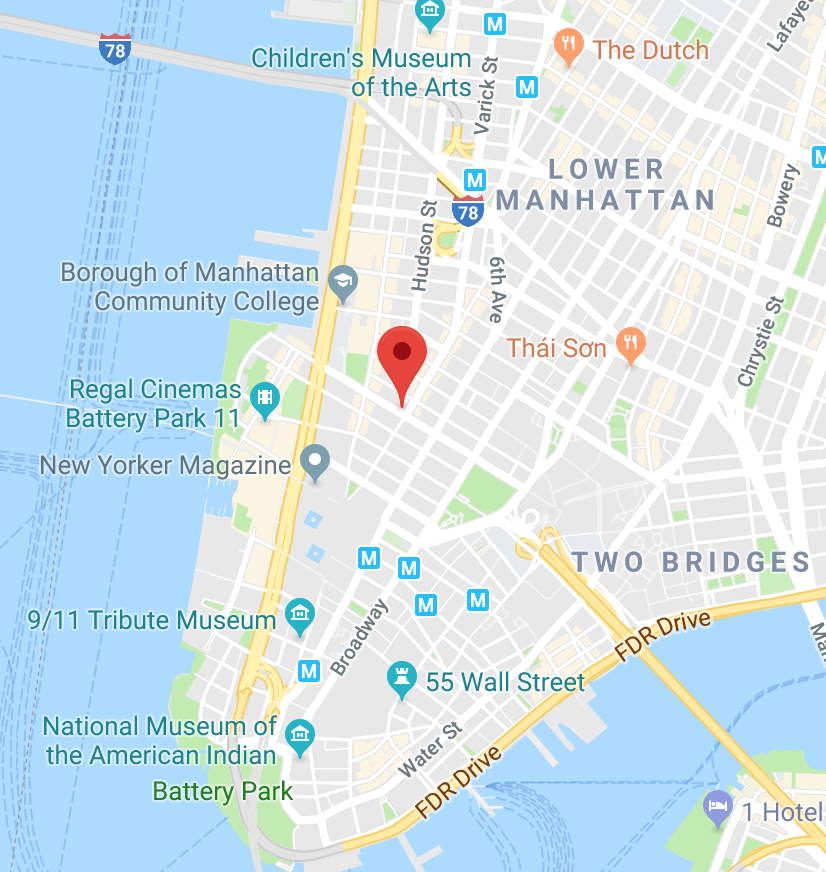 Children's Museum
of the Arts
M
The Dutch
Varick St
78
M
LOWER
MANHATTAN
M
M
78
Bowery
Hudson St
6th Ave
Borough of Manhattan
Community College
Thái Sơn
Chrystie St
Regal Cinemas
Battery Park 11
New Yorker Magazine
M
M
M
M
TWO BRIDGES
9/11 Tribute Museum
Broadway
FDR Drive
M
55 Wall Street
National Museum of
the American Indian
Water St
Battery Park
FDR Drive
1 Hotel